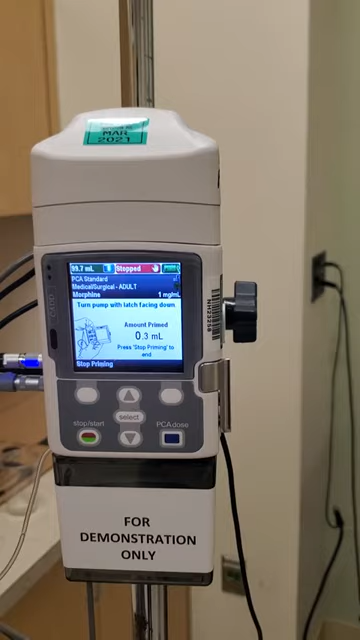 MAR
2021
99.7 mL
Stopped
PCA Standard
Medical/Surgical - ADULT
Morphine 1 mg/mL
Turn pump with latch facing down
Amount Primed
0.3 mL
Press 'Stop Priming' to
end
Stop Priming
CADD
NH23258
select
stop/start
PCA dose
FOR
DEMONSTRATION
ONLY